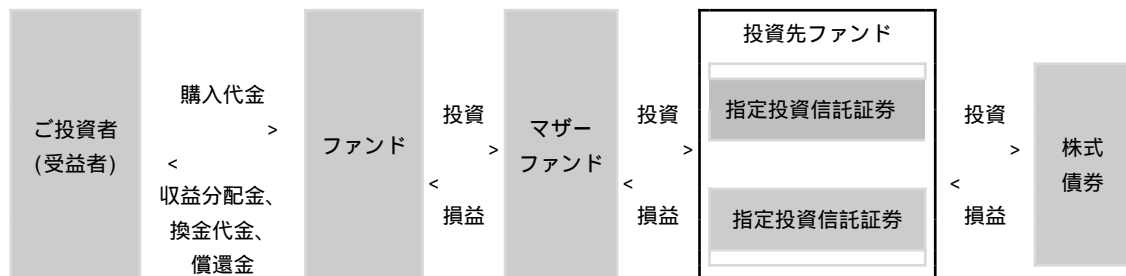 投資先ファンド
ご投資者
(受益者)
購入代金
>
<
収益分配金、
換金代金、
償還金
ファンド
投資
>
<
損益
マザー
ファンド
投資
>
<
損益
指定投資信託証券
指定投資信託証券
投資
>
<
損益
株式
債券